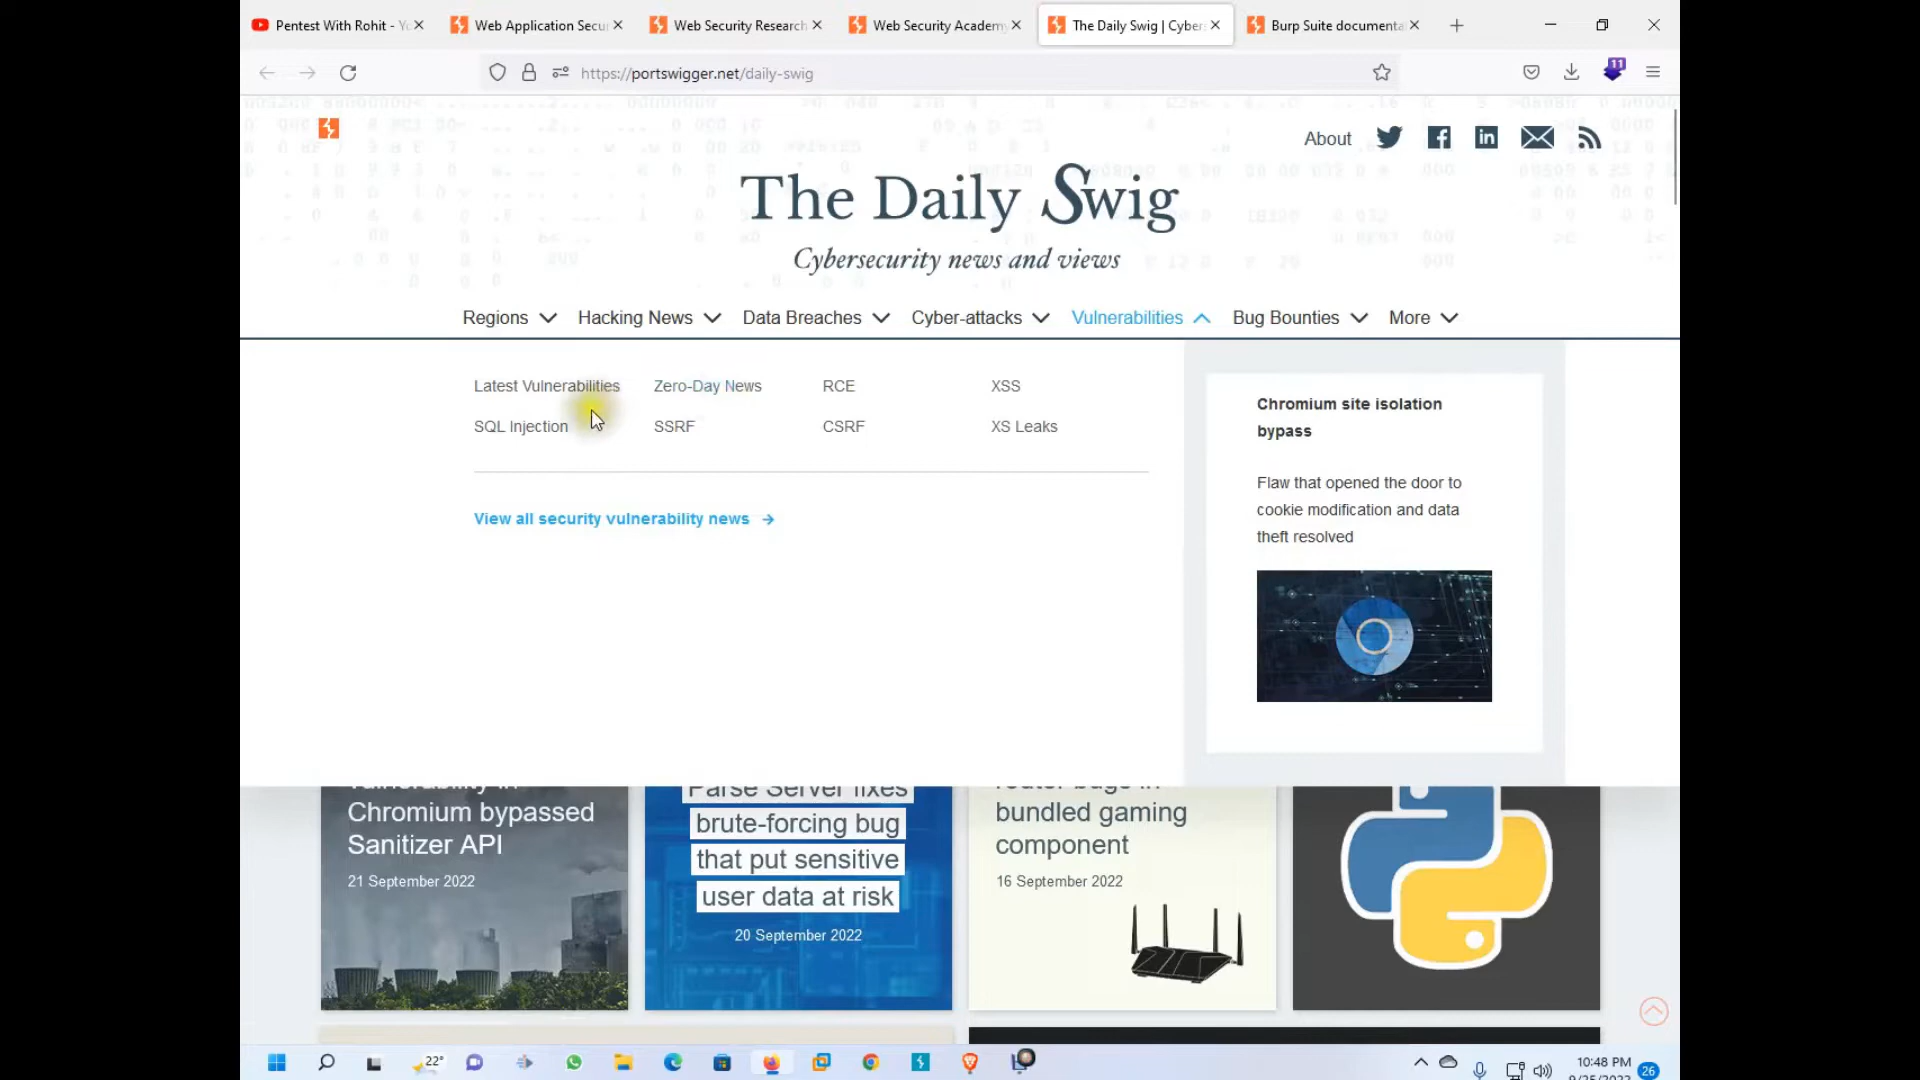 Pentest With Rohit - Yo
Web Application Secu
Web Security Research
Web Security Academy
The Daily Swig | Cyber
Burp Suite documenta
https://portswigger.net/daily-swig
11
About
The Daily Swig
Cybersecurity news and views
Regions
Hacking News
Data Breaches
Cyber-attacks
Vulnerabilities
Bug Bounties
More
Latest Vulnerabilities
Zero-Day News
RCE
XSS
SQL Injection
SSRF
CSRF
XS Leaks
View all security vulnerability news
Chromium site isolation
bypass
Flaw that opened the door to
cookie modification and data
theft resolved
vulnerability in
Chromium bypassed
Sanitizer API
21 September 2022
Parse Server fixes
brute-forcing bug
that put sensitive
user data at risk
20 September 2022
router bugs in
bundled gaming
component
16 September 2022
22°
10:48 PM
26